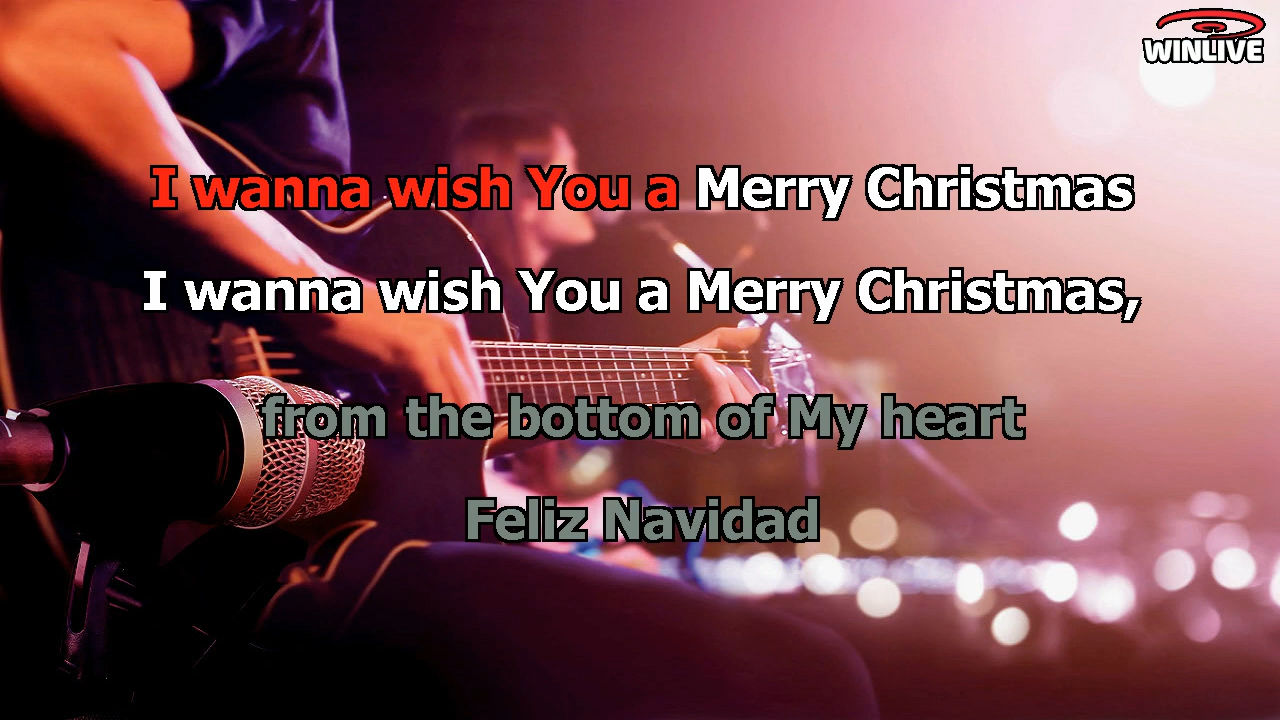 WINLIVE
I wanna wish You a Merry Christmas
I wanna wish You a Merry Christmas,
from the bottom of My heart
Feliz Navidad